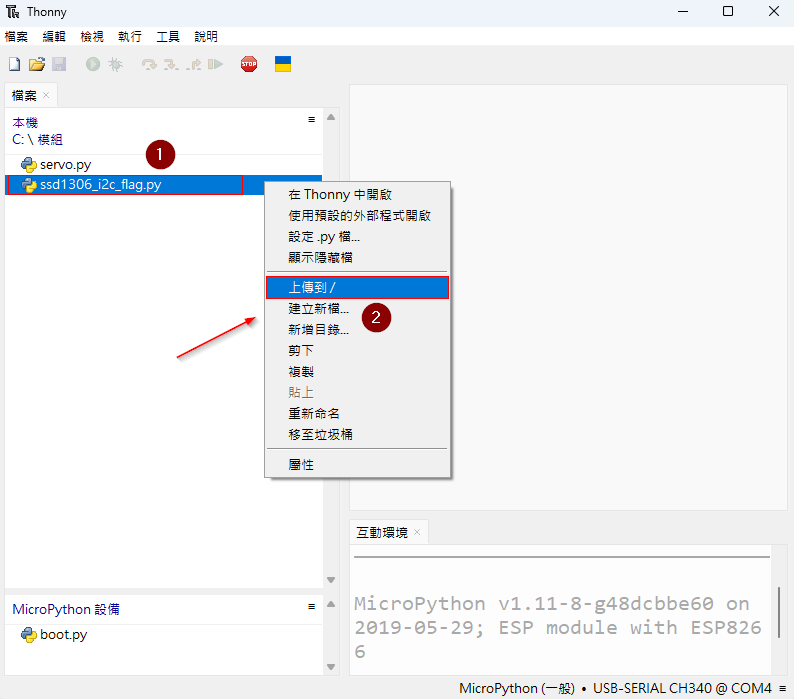 Thonny
檔案 編輯 檢視 執行 工具 說明
STOP
檔案
本機
C: \ 模組
1
servo.py
ssd1306_i2c_flag.py
在 Thonny 中開啟
使用預設的外部程式開啟
設定 .py 檔...
顯示隱藏檔
上傳到 /
建立新檔...
2
新增目錄...
剪下
複製
貼上
重新命名
移至垃圾桶
屬性
互動環境
MicroPython v1.11-8-g48dcbbe60 on
2019-05-29; ESP module with ESP826
6
MicroPython 設備
boot.py
MicroPython (一般) • USB-SERIAL CH340 @ COM4